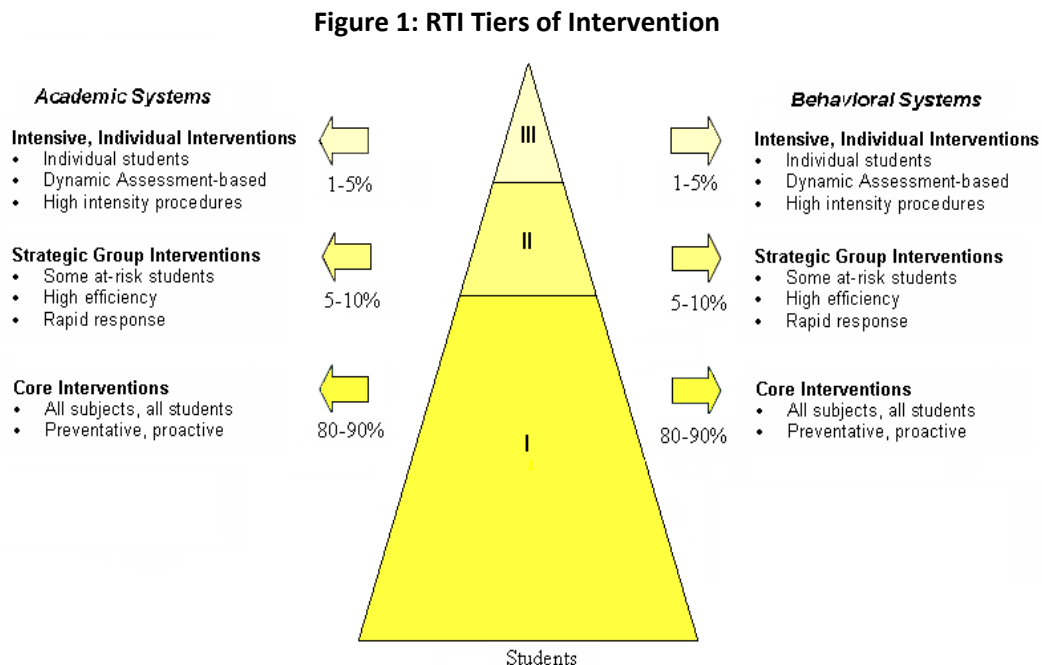 Figure 1: RTI Tiers of Intervention
Academic Systems
Intensive, Individual Interventions
• Individual students
• Dynamic Assessment-based
• High intensity procedures
1-5%
Strategic Group Interventions
• Some at-risk students
• High efficiency
• Rapid response
5-10%
Core Interventions
• All subjects, all students
• Preventative, proactive
80-90%
III
II
I
Students
Behavioral Systems
1-5%
Intensive, Individual Interventions
• Individual students
• Dynamic Assessment-based
• High intensity procedures
5-10%
Strategic Group Interventions
• Some at-risk students
• High efficiency
• Rapid response
80-90%
Core Interventions
• All subjects, all students
• Preventative, proactive